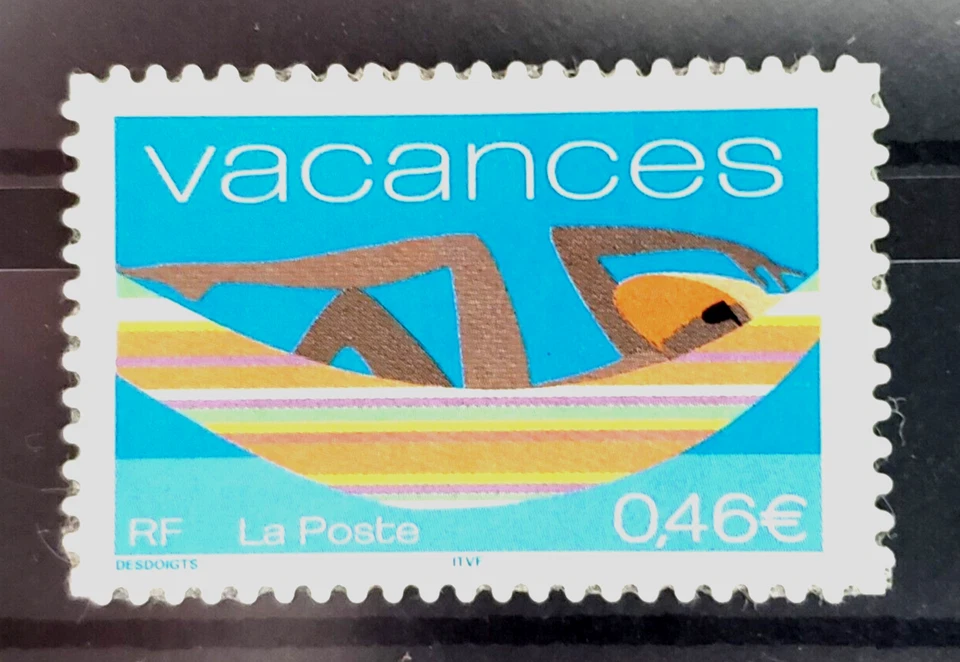 vacances
RF La Poste 0,46€
DESDOIGTS ITVF